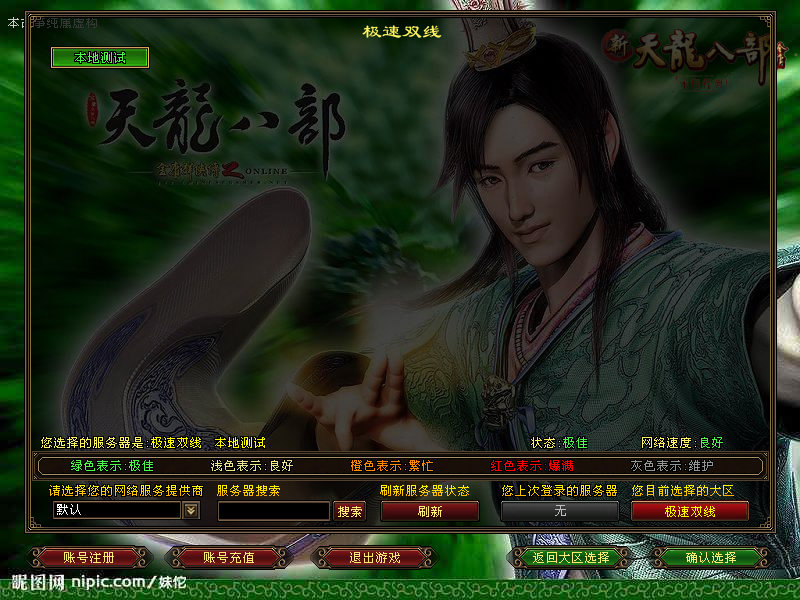 极速双线
本地测试
新天龍八部
天龍八部
ONLINE
您选择的服务器是:极速双线 本地测试 状态:极佳 网络速度:良好
绿色表示:极佳 浅色表示:良好 橙色表示:繁忙 红色表示:爆满 灰色表示:维护
请选择您的网络服务提供商 服务器搜索 刷新服务器状态 您上次登录的服务器 您目前选择的大区
默认 搜索 刷新 无 极速双线
账号注册 账号充值 退出游戏 返回大区选择 确认选择
昵图网 nipic.com/妹佗